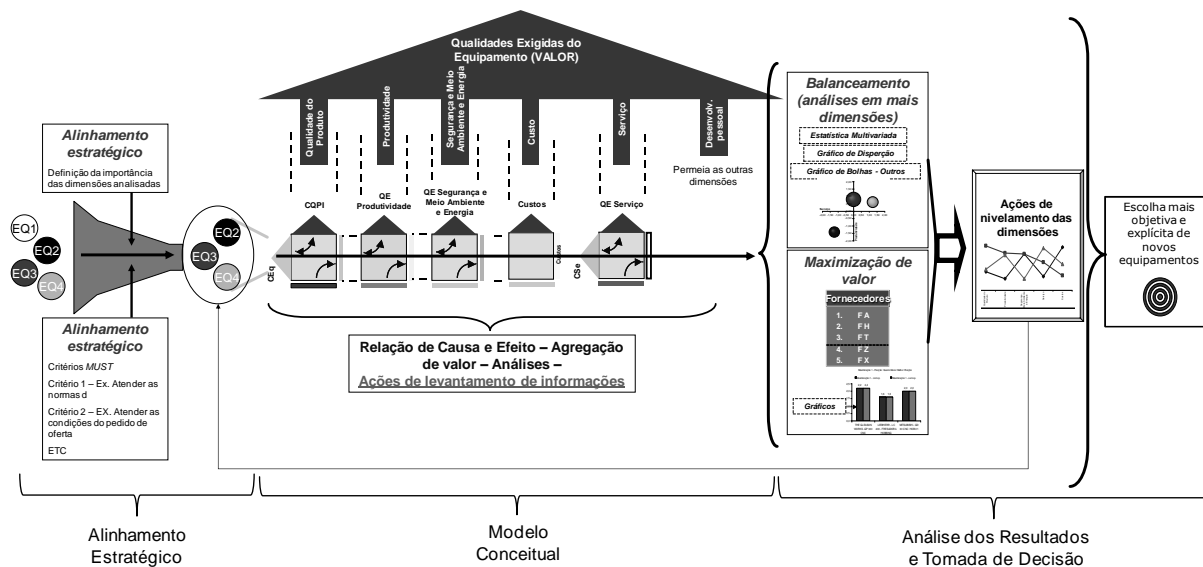 Qualidades Exigidas do
Equipamento (VALOR)
Qualidade do
Produto
Produtividade
Segurança e Meio
Ambiente e Energia
Custo
Serviço
Desenvolv.
pessoal
Permeia as outras
dimensões
Alinhamento
estratégico
Definição da importância
das dimensões analisadas
EQ1
EQ2
EQ3
EQ4
EQ2
EQ3
EQ4
Alinhamento
estratégico
Critérios MUST
Critério 1 – Ex. Atender as
normas d
Critério 2 – EX. Atender as
condições do pedido de
oferta
ETC
CQPI
QE
Produtividade
QE Segurança e
Meio Ambiente
e Energia
Custos
QE Serviço
CEq
Custos
CSe
Relação de Causa e Efeito – Agregação
de valor – Análises –
Ações de levantamento de informações
Balanceamento
(análises em mais
dimensões)
Estatística Multivariada
Gráfico de Disperção
Gráfico de Bolhas - Outros
Maximização de
valor
Fornecedores
1. F A
2. F H
3. F T
4. F Z
5. F X
Gráficos
Ações de
nivelamento das
dimensões
Escolha mais
objetiva e
explícita de
novos
equipamentos
Alinhamento
Estratégico
Modelo
Conceitual
Análise dos Resultados
e Tomada de Decisão